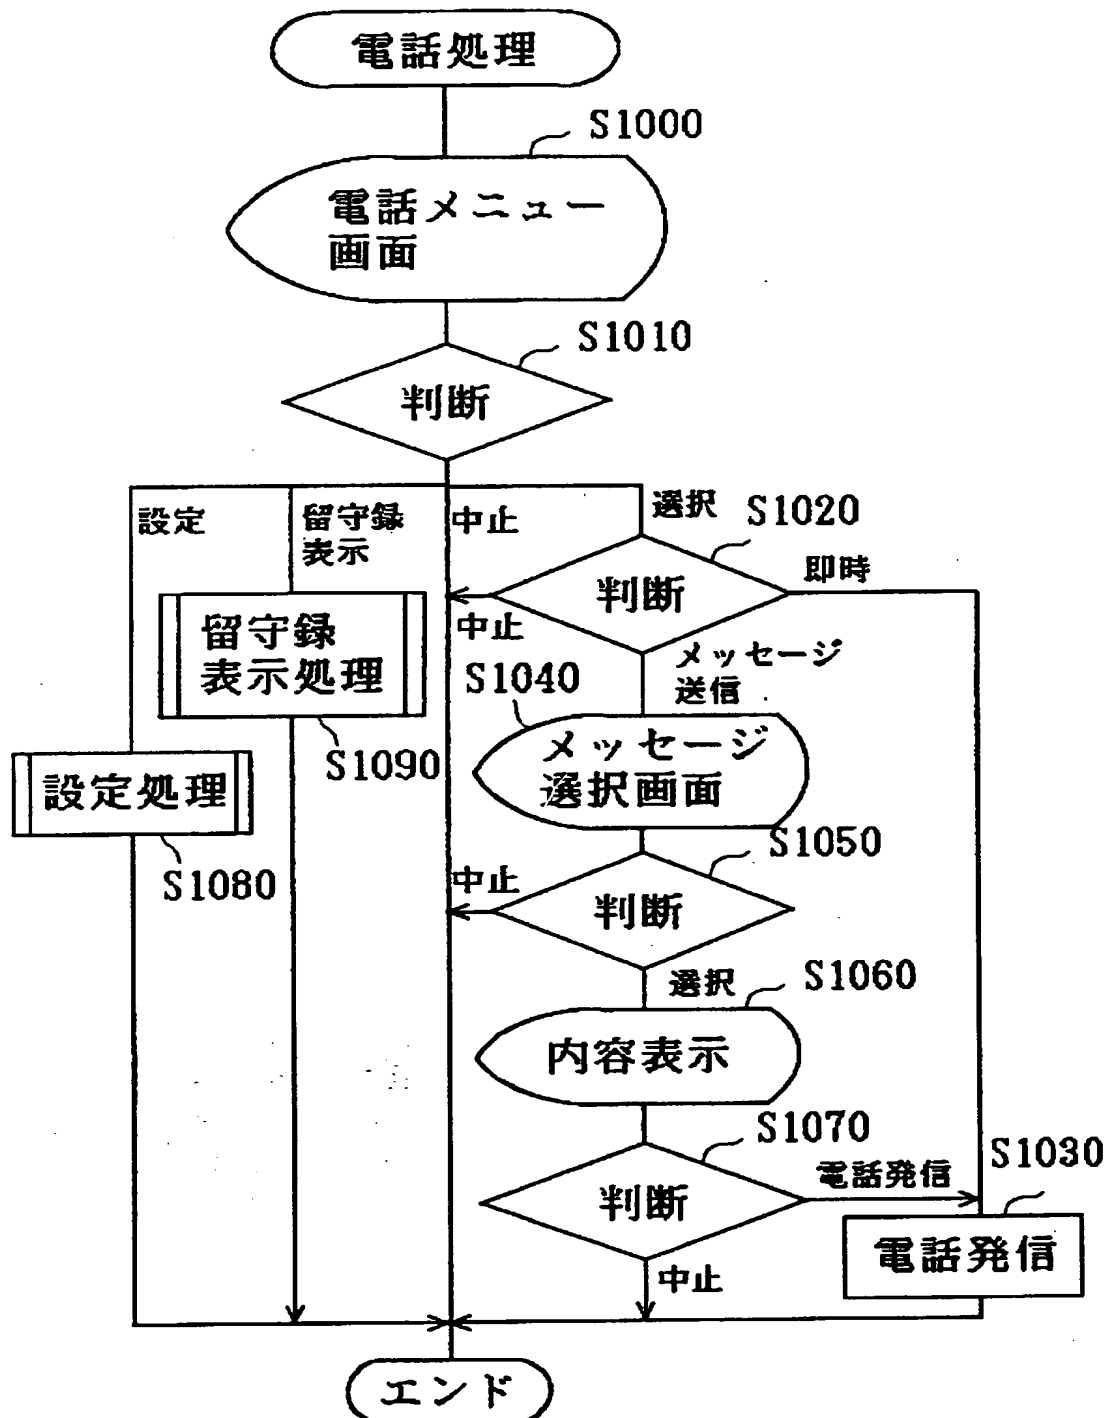 電話処理
S1000
電話メニュー
画面
S1010
判断
設定
留守録
表示
中止
選択
S1020
判断
即時
中止
留守録
表示処理
メッセージ
送信
S1040
メッセージ
選択画面
S1090
設定処理
S1080
S1050
中止
判断
選択
S1060
内容表示
S1070
判断
電話発信
S1030
電話発信
中止
エンド